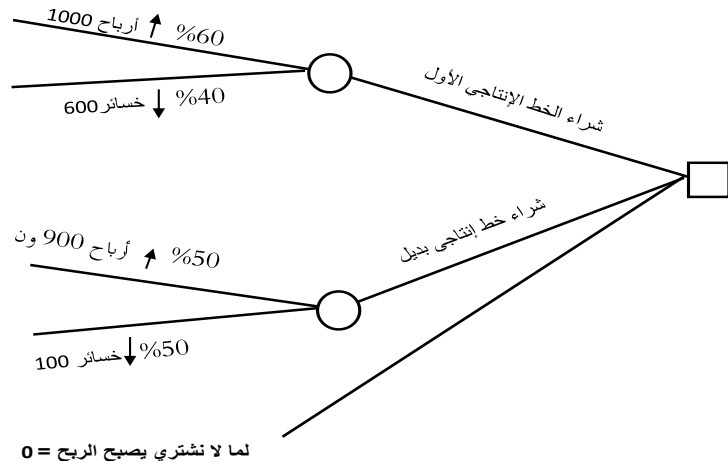 %60 ↑ أرباح 1000
%40 ↓ خسائر 600
شراء الخط الإنتاجي الأول
شراء خط إنتاجى بديل
%50 ↑ أرباح 900 ون
%50 ↓ خسائر 100
لما لا نشتري يصبح الربح = 0